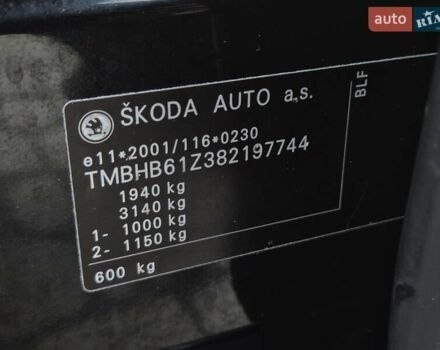 auto RIA
ŠKODA AUTO a.s.
BLF
e11*2001/116*0230
TMBHB61Z382197744
1940 kg
3140 kg
1- 1000 kg
2- 1150 kg
600 kg